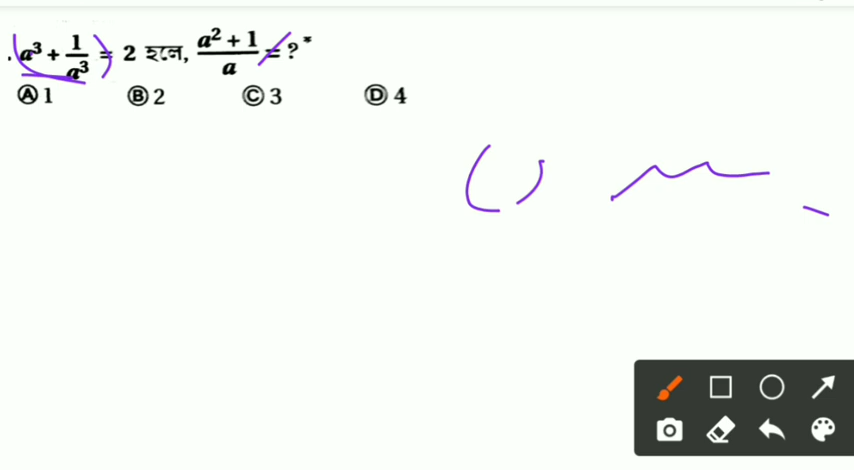 . a³ + 1/a³ = 2 হলে, (a² + 1)/a = ? *
Ⓐ 1 Ⓑ 2 Ⓒ 3 Ⓓ 4